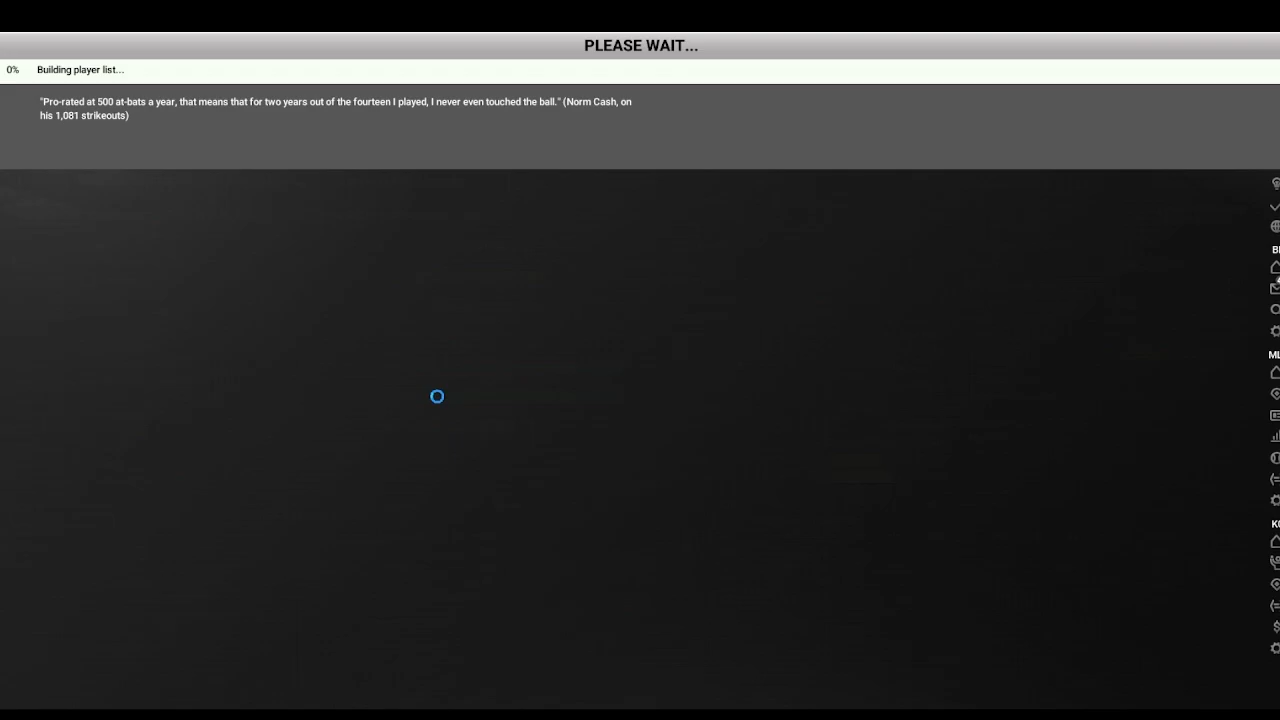 PLEASE WAIT...
0% Building player list...
"Pro-rated at 500 at-bats a year, that means that for two years out of the fourteen I played, I never even touched the ball." (Norm Cash, on
his 1,081 strikeouts)